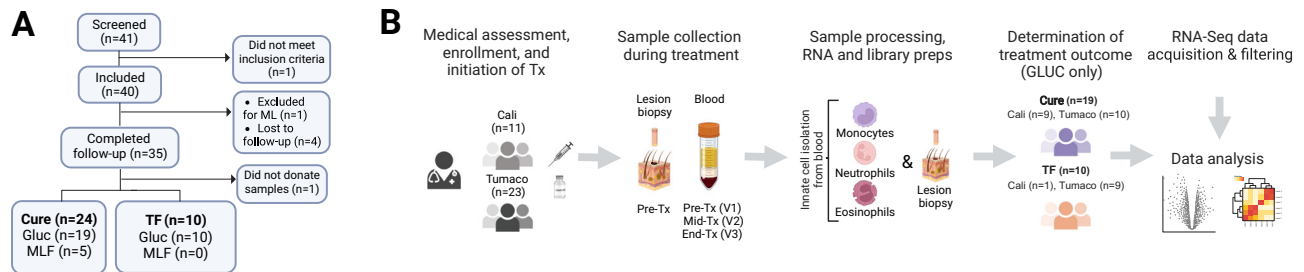 A
Screened
(n=41)
Did not meet
inclusion criteria
(n=1)
Included
(n=40)
• Excluded
for ML (n=1)
• Lost to
follow-up (n=4)
Completed
follow-up (n=35)
Did not donate
samples (n=1)
Cure (n=24)
Gluc (n=19)
MLF (n=5)
TF (n=10)
Gluc (n=10)
MLF (n=0)
B
Medical assessment,
enrollment, and
initiation of Tx
Cali
(n=11)
Tumaco
(n=23)
Sample collection
during treatment
Lesion
biopsy
Blood
Pre-Tx
Pre-Tx (V1)
Mid-Tx (V2)
End-Tx (V3)
Sample processing,
RNA and library preps
Innate cell isolation
from blood
Monocytes
Neutrophils
Eosinophils
&
Lesion
biopsy
Determination of
treatment outcome
(GLUC only)
Cure (n=19)
Cali (n=9), Tumaco (n=10)
TF (n=10)
Cali (n=1), Tumaco (n=9)
RNA-Seq data
acquisition & filtering
Data analysis